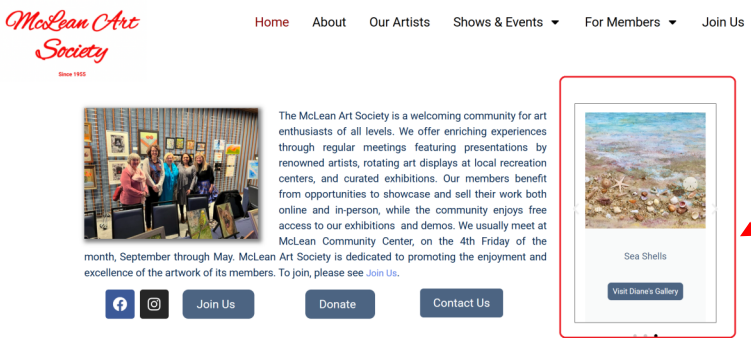 McLean Art
Society
Since 1955
Home About Our Artists Shows & Events For Members Join Us
The McLean Art Society is a welcoming community for art
enthusiasts of all levels. We offer enriching experiences
through regular meetings featuring presentations by
renowned artists, rotating art displays at local recreation
centers, and curated exhibitions. Our members benefit
from opportunities to showcase and sell their work both
online and in-person, while the community enjoys free
access to our exhibitions and demos. We usually meet at
McLean Community Center, on the 4th Friday of the
month, September through May. McLean Art Society is dedicated to promoting the enjoyment and
excellence of the artwork of its members. To join, please see Join Us.
Join Us
Donate
Contact Us
Sea Shells
Visit Diane's Gallery